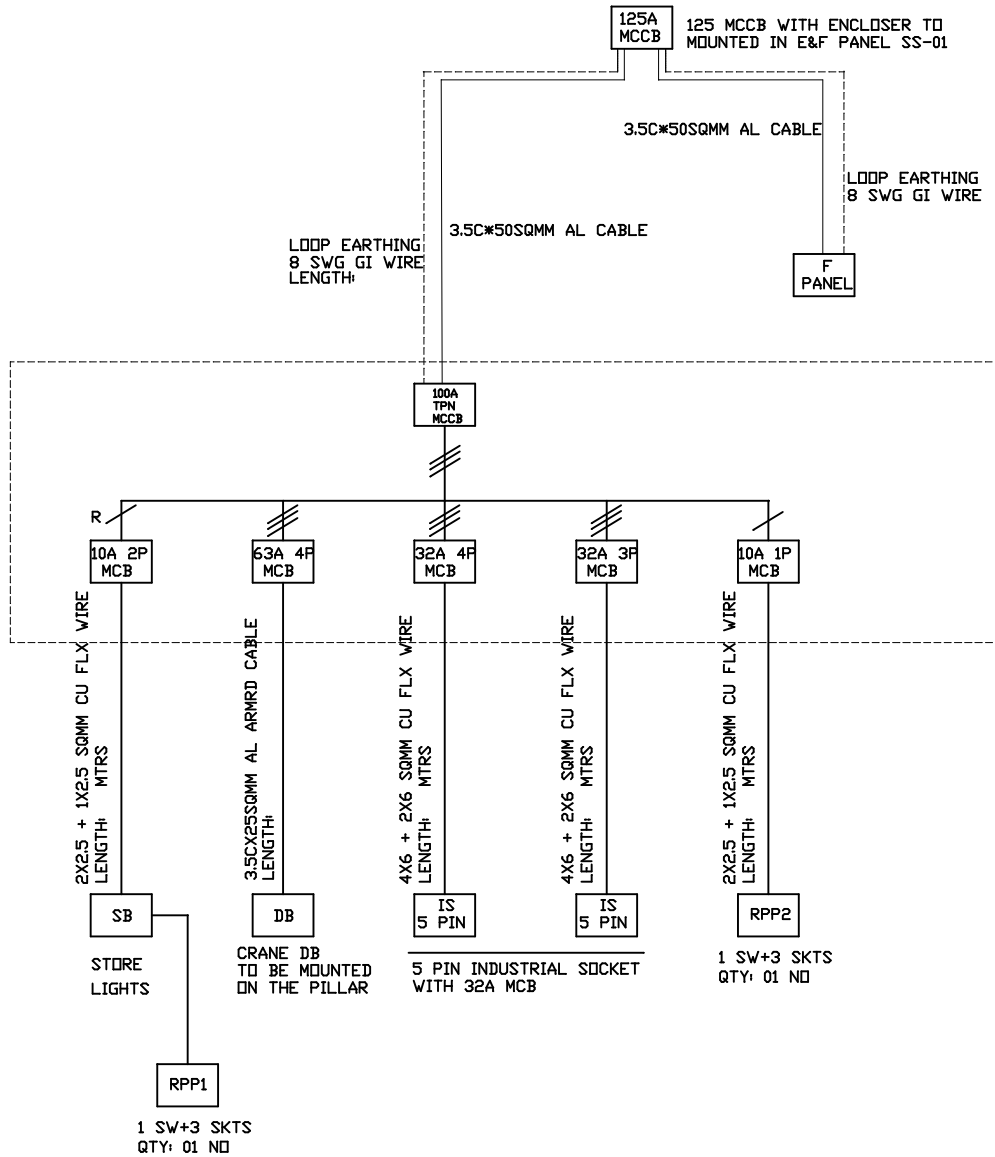 125A
MCCB
125 MCCB WITH ENCLOSER TO
MOUNTED IN E&F PANEL SS-01
3.5C*50SQMM AL CABLE
LOOP EARTHING
8 SWG GI WIRE
3.5C*50SQMM AL CABLE
LOOP EARTHING
8 SWG GI WIRE
LENGTH:
F
PANEL
100A
TPN
MCCB
R
10A 2P
MCB
63A 4P
MCB
32A 4P
MCB
32A 3P
MCB
10A 1P
MCB
2X2.5 + 1X2.5 SQMM CU FLX WIRE
LENGTH: MTRS
3.5CX25SQMM AL ARMRD CABLE
LENGTH:
4X6 + 2X6 SQMM CU FLX WIRE
LENGTH: MTRS
4X6 + 2X6 SQMM CU FLX WIRE
LENGTH: MTRS
2X2.5 + 1X2.5 SQMM CU FLX WIRE
LENGTH: MTRS
SB
DB
IS
5 PIN
IS
5 PIN
RPP2
STORE
LIGHTS
CRANE DB
TO BE MOUNTED
ON THE PILLAR
5 PIN INDUSTRIAL SOCKET
WITH 32A MCB
1 SW+3 SKTS
QTY: 01 NO
RPP1
1 SW+3 SKTS
QTY: 01 NO